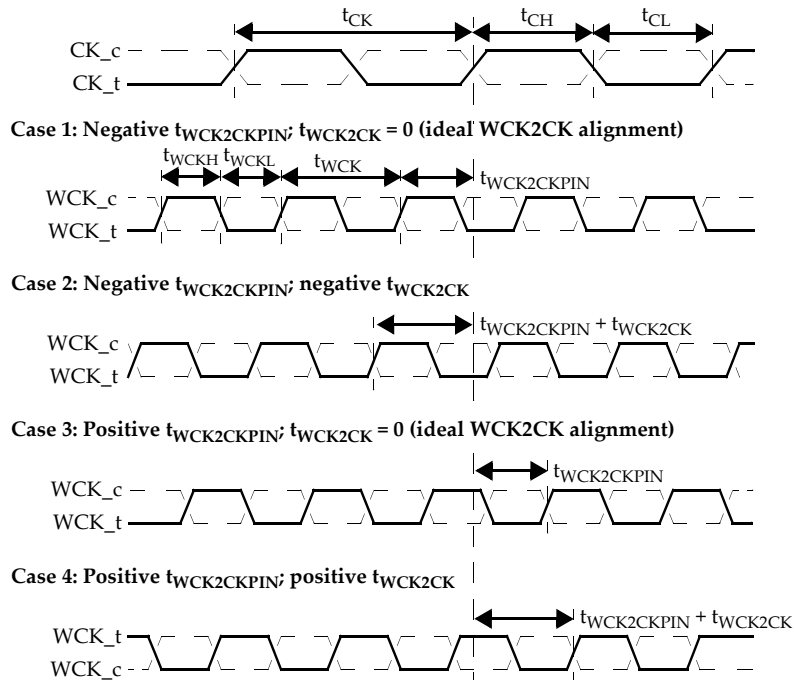 tCK tCH tCL
CK_c
CK_t
Case 1: Negative tWCK2CKPIN; tWCK2CK = 0 (ideal WCK2CK alignment)
tWCKH tWCKL tWCK tWCK2CKPIN
WCK_c
WCK_t
Case 2: Negative tWCK2CKPIN; negative tWCK2CK
tWCK2CKPIN + tWCK2CK
WCK_c
WCK_t
Case 3: Positive tWCK2CKPIN; tWCK2CK = 0 (ideal WCK2CK alignment)
tWCK2CKPIN
WCK_c
WCK_t
Case 4: Positive tWCK2CKPIN; positive tWCK2CK
tWCK2CKPIN + tWCK2CK
WCK_t
WCK_c